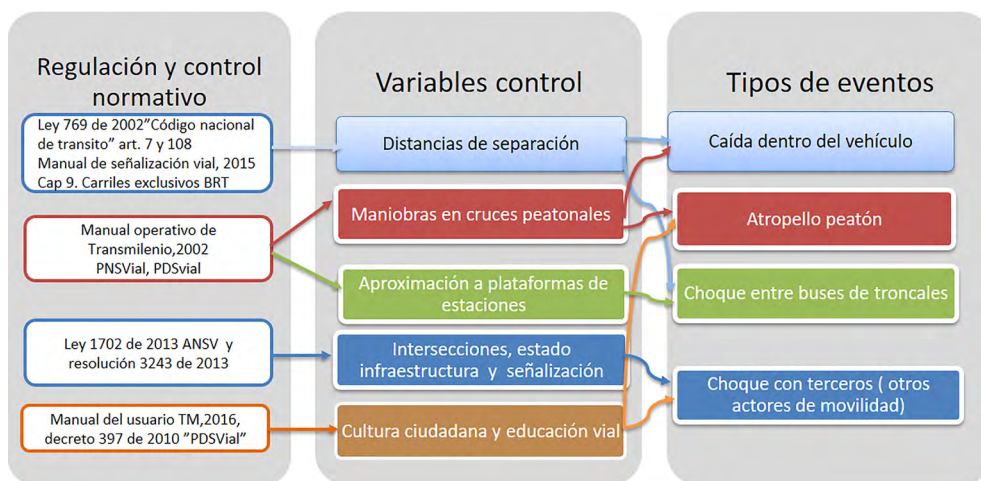 Regulación y control
normativo
Ley 769 de 2002"Código nacional
de transito" art. 7 y 108
Manual de señalización vial, 2015
Cap 9. Carriles exclusivos BRT
Manual operativo de
Transmilenio,2002
PNSVial, PDSvial
Ley 1702 de 2013 ANSV y
resolución 3243 de 2013
Manual del usuario TM,2016,
decreto 397 de 2010 "PDSVial"
Variables control
Distancias de separación
Maniobras en cruces peatonales
Aproximación a plataformas de
estaciones
Intersecciones, estado
infraestructura y señalización
Cultura ciudadana y educación vial
Tipos de eventos
Caída dentro del vehículo
Atropello peatón
Choque entre buses de troncales
Choque con terceros ( otros
actores de movilidad)